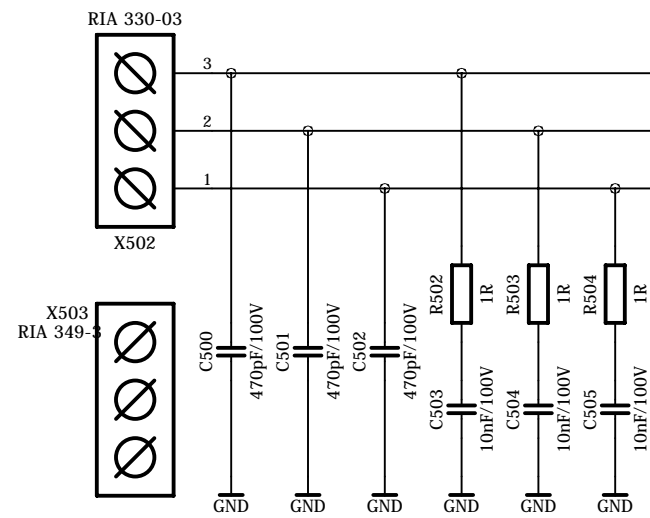 RIA 330-03
3
2
1
X502
X503
RIA 349-3
C500
470pF/100V
C501
470pF/100V
C502
470pF/100V
R502
1R
R503
1R
R504
1R
C503
10nF/100V
C504
10nF/100V
C505
10nF/100V
GND
GND
GND
GND
GND
GND